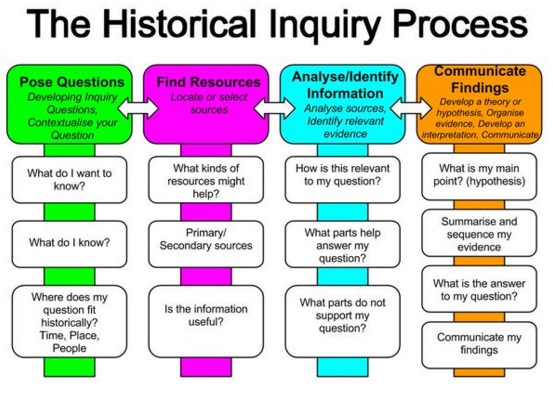 The Historical Inquiry Process
Pose Questions
Developing Inquiry
Questions,
Contextualise your
Question
What do I want to
know?
What do I know?
Where does my
question fit
historically?
Time, Place,
People
Find Resources
Locate or select
sources
What kinds of
resources might
help?
Primary/
Secondary sources
Is the information
useful?
Analyse/Identify
Information
Analyse sources,
Identify relevant
evidence
How is this relevant
to my question?
What parts help
answer my
question?
What parts do not
support my
question?
Communicate
Findings
Develop a theory or
hypothesis, Organise
evidence, Develop an
interpretation, Communicate
What is my main
point? (hypothesis)
Summarise and
sequence my
evidence
What is the answer
to my question?
Communicate my
findings